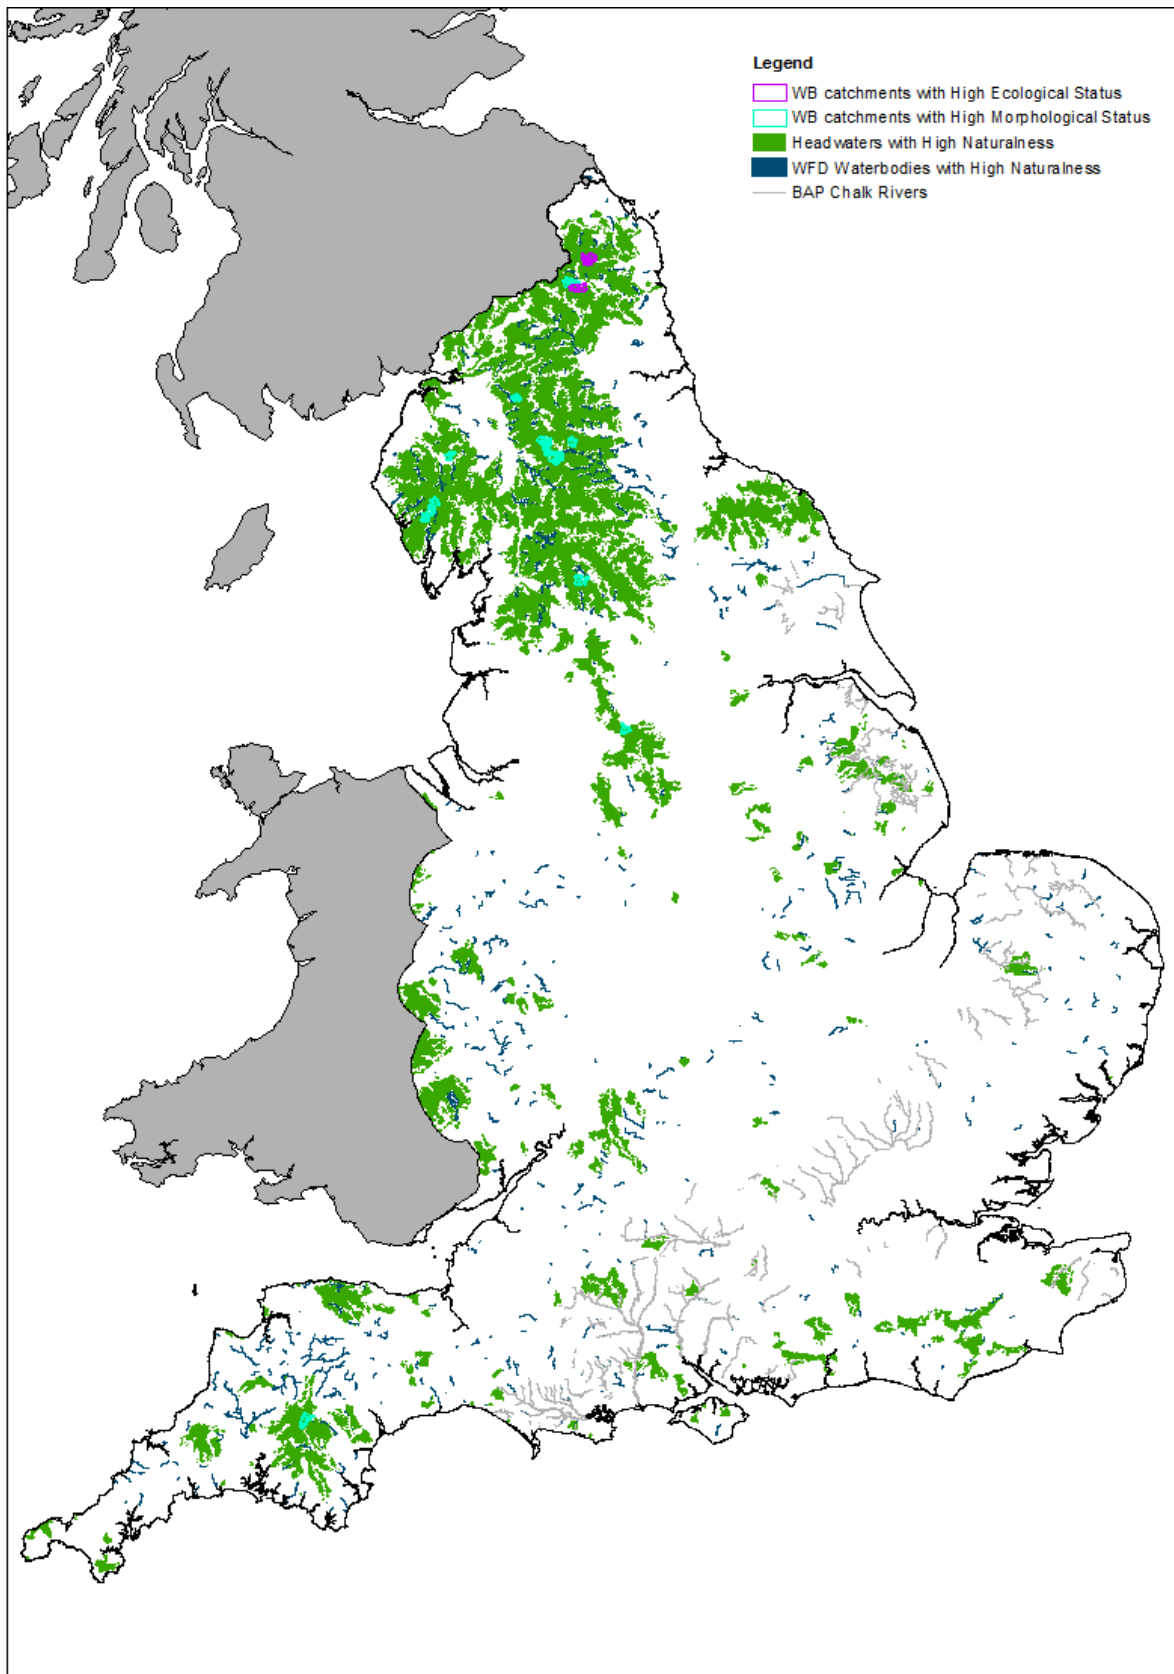 Legend
WB catchments with High Ecological Status
WB catchments with High Morphological Status
Headwaters with High Naturalness
WFD Waterbodies with High Naturalness
BAP Chalk Rivers